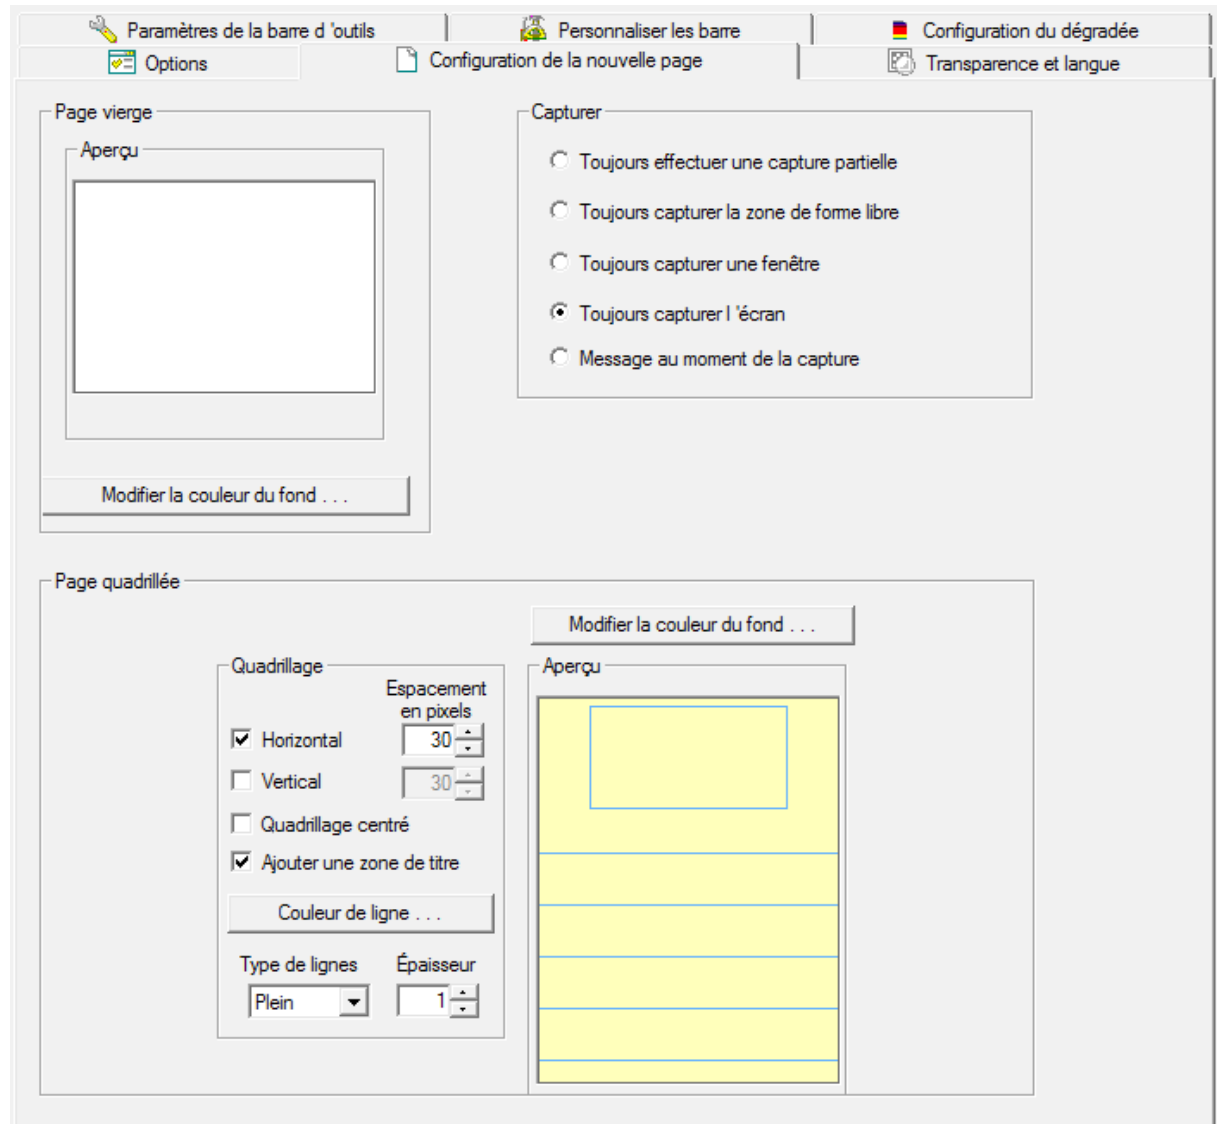 Paramètres de la barre d 'outils
Personnaliser les barre
Configuration du dégradée
Options
Configuration de la nouvelle page
Transparence et langue
Page vierge
Aperçu
Modifier la couleur du fond . . .
Capturer
Toujours effectuer une capture partielle
Toujours capturer la zone de forme libre
Toujours capturer une fenêtre
Toujours capturer l 'écran
Message au moment de la capture
Page quadrillée
Modifier la couleur du fond . . .
Quadrillage
Espacement
en pixels
Horizontal 30
Vertical 30
Quadrillage centré
Ajouter une zone de titre
Couleur de ligne . . .
Type de lignes Épaisseur
Plein 1
Aperçu